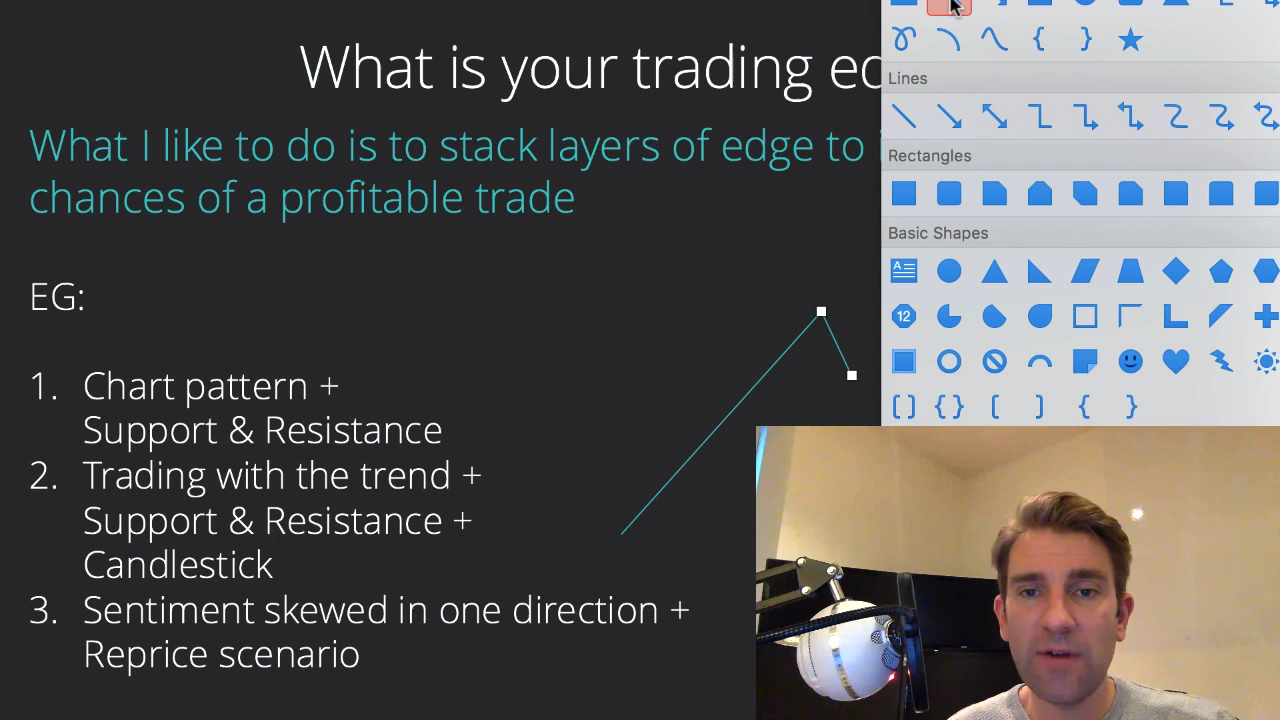 What is your trading ed
What I like to do is to stack layers of edge to i
chances of a profitable trade
EG:
1. Chart pattern +
Support & Resistance
2. Trading with the trend +
Support & Resistance +
Candlestick
3. Sentiment skewed in one direction +
Reprice scenario
Lines
Rectangles
Basic Shapes
A
12